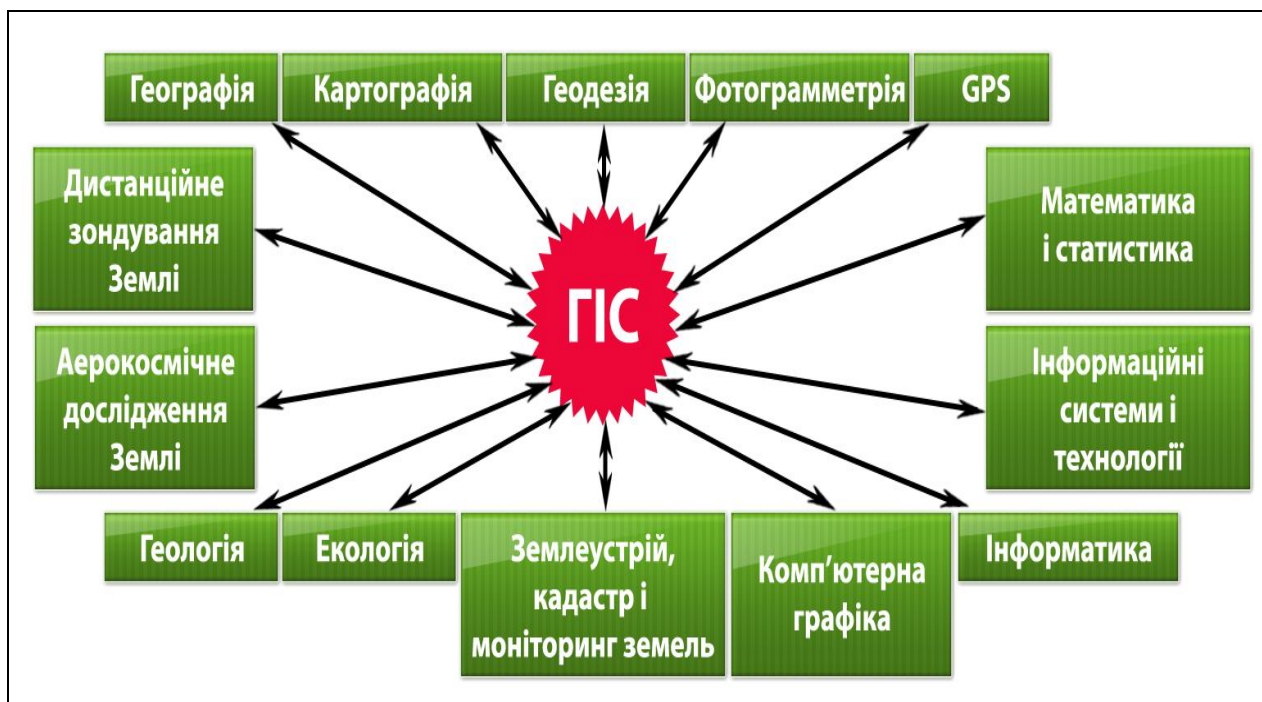 Географія
Картографія
Геодезія
Фотограмметрія
GPS
Дистанційне
зондування
Землі
Математика
і статистика
ГІС
Аерокосмічне
дослідження
Землі
Інформаційні
системи і
технології
Геологія
Екологія
Землеустрій,
кадастр і
моніторинг земель
Комп’ютерна
графіка
Інформатика